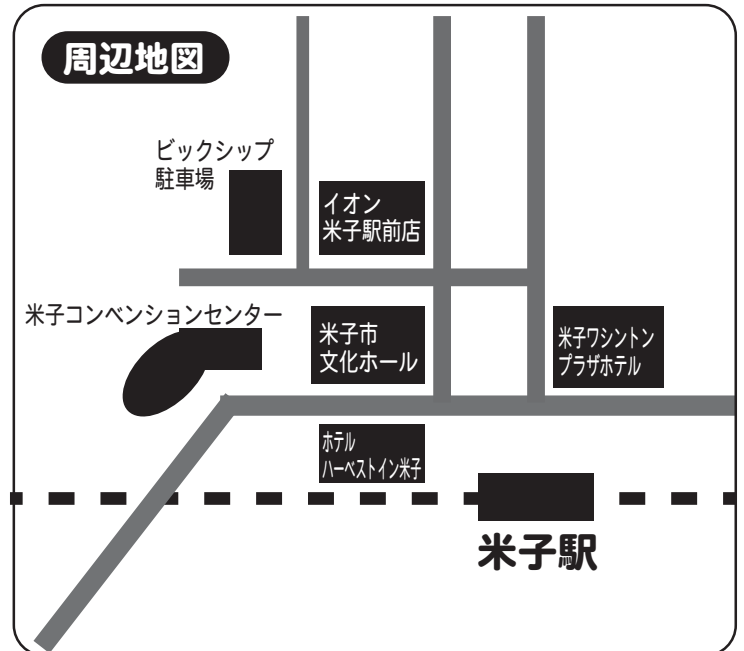 周辺地図
ビックシップ
駐車場
イオン
米子駅前店
米子コンベンションセンター
米子市
文化ホール
米子ワシントン
プラザホテル
ホテル
ハーベストイン米子
米子駅